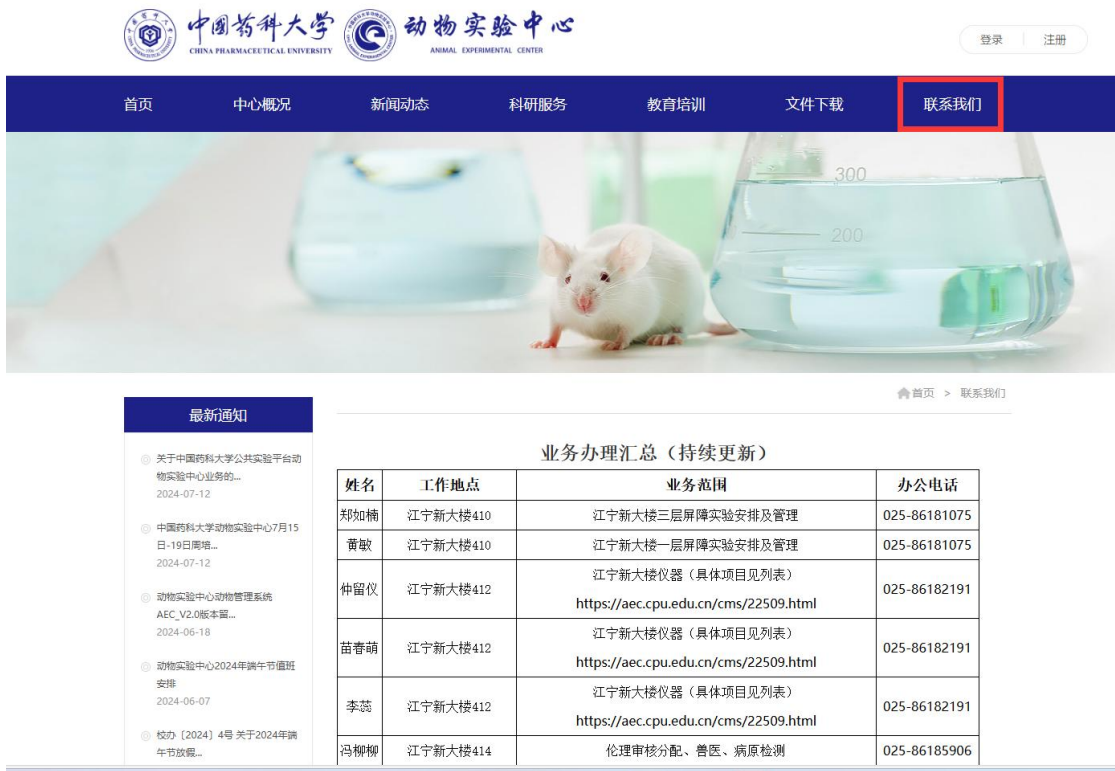 中国药科大学
CHINA PHARMACEUTICAL UNIVERSITY
动物实验中心
ANIMAL EXPERIMENTAL CENTER
登录 注册
首页 中心概况 新闻动态 科研服务 教育培训 文件下载 联系我们
300
200
首页 > 联系我们
最新通知
关于中国药科大学公共实验平台动
物实验中心业务的...
2024-07-12
中国药科大学动物实验中心7月15
日-19日周培...
2024-07-12
动物实验中心动物管理系统
AEC_V2.0版本留...
2024-06-18
动物实验中心2024年端午节值班
安排
2024-06-07
校办〔2024〕4号 关于2024年端
午节放假...
业务办理汇总（持续更新）
姓名 工作地点 业务范围 办公电话
郑如楠 江宁新大楼410 江宁新大楼三层屏障实验安排及管理 025-86181075
黄敏 江宁新大楼410 江宁新大楼一层屏障实验安排及管理 025-86181075
仲留仪 江宁新大楼412 江宁新大楼仪器（具体项目见列表） 025-86182191
https://aec.cpu.edu.cn/cms/22509.html
苗春萌 江宁新大楼412 江宁新大楼仪器（具体项目见列表） 025-86182191
https://aec.cpu.edu.cn/cms/22509.html
李蕊 江宁新大楼412 江宁新大楼仪器（具体项目见列表） 025-86182191
https://aec.cpu.edu.cn/cms/22509.html
冯柳柳 江宁新大楼414 伦理审核分配、兽医、病原检测 025-86185906